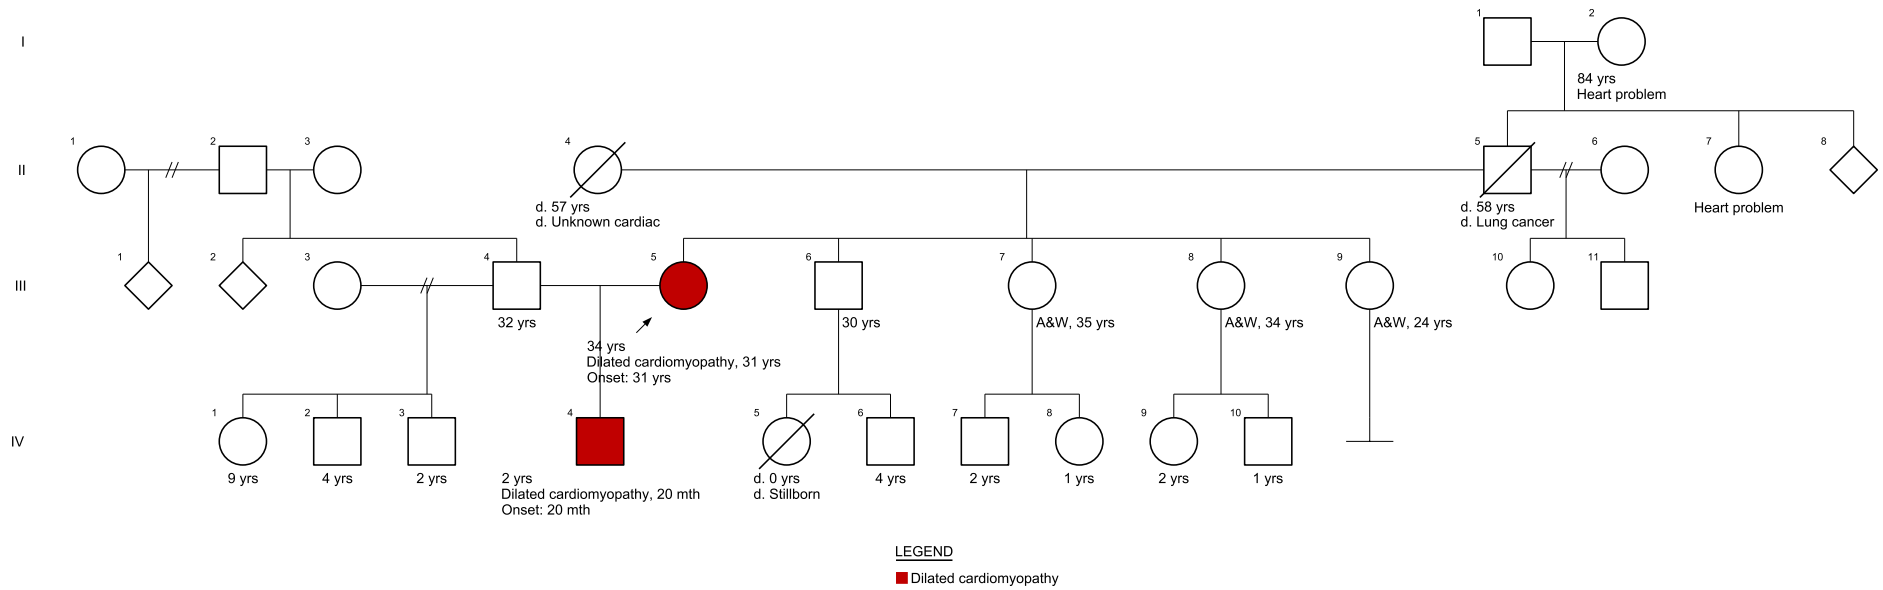 I
1
2
84 yrs
Heart problem
II
1
2
3
4
5
6
7
8
d. 57 yrs
d. Unknown cardiac
d. 58 yrs
d. Lung cancer
Heart problem
III
1
2
3
4
5
6
7
8
9
10
11
32 yrs
34 yrs
Dilated cardiomyopathy, 31 yrs
Onset: 31 yrs
30 yrs
A&W, 35 yrs
A&W, 34 yrs
A&W, 24 yrs
IV
1
2
3
4
5
6
7
8
9
10
9 yrs
4 yrs
2 yrs
2 yrs
Dilated cardiomyopathy, 20 mth
Onset: 20 mth
d. 0 yrs
d. Stillborn
4 yrs
2 yrs
1 yrs
2 yrs
1 yrs
LEGEND
Dilated cardiomyopathy